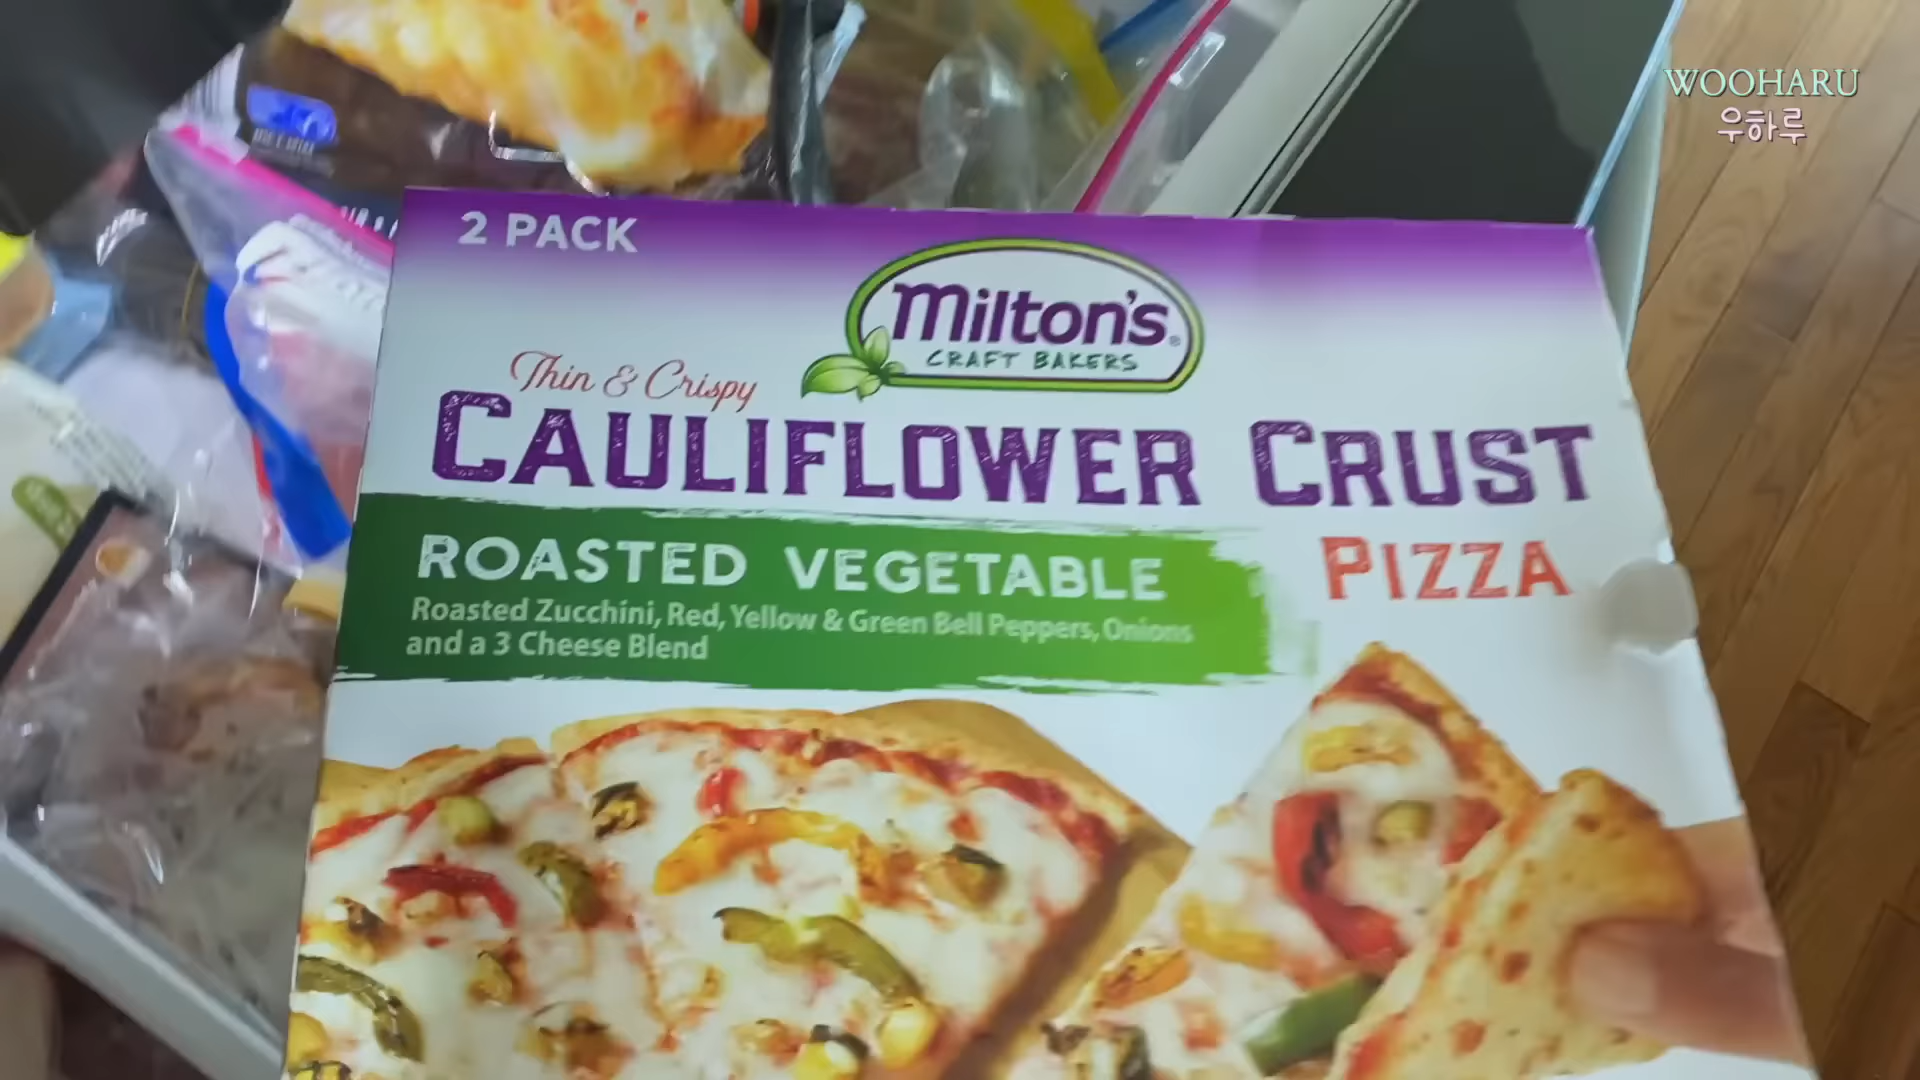 WOOHARU
우하루
2 PACK
Milton's
CRAFT BAKERS
Thin & Crispy
CAULIFLOWER CRUST
PIZZA
ROASTED VEGETABLE
Roasted Zucchini, Red, Yellow & Green Bell Peppers, Onions
and a 3 Cheese Blend